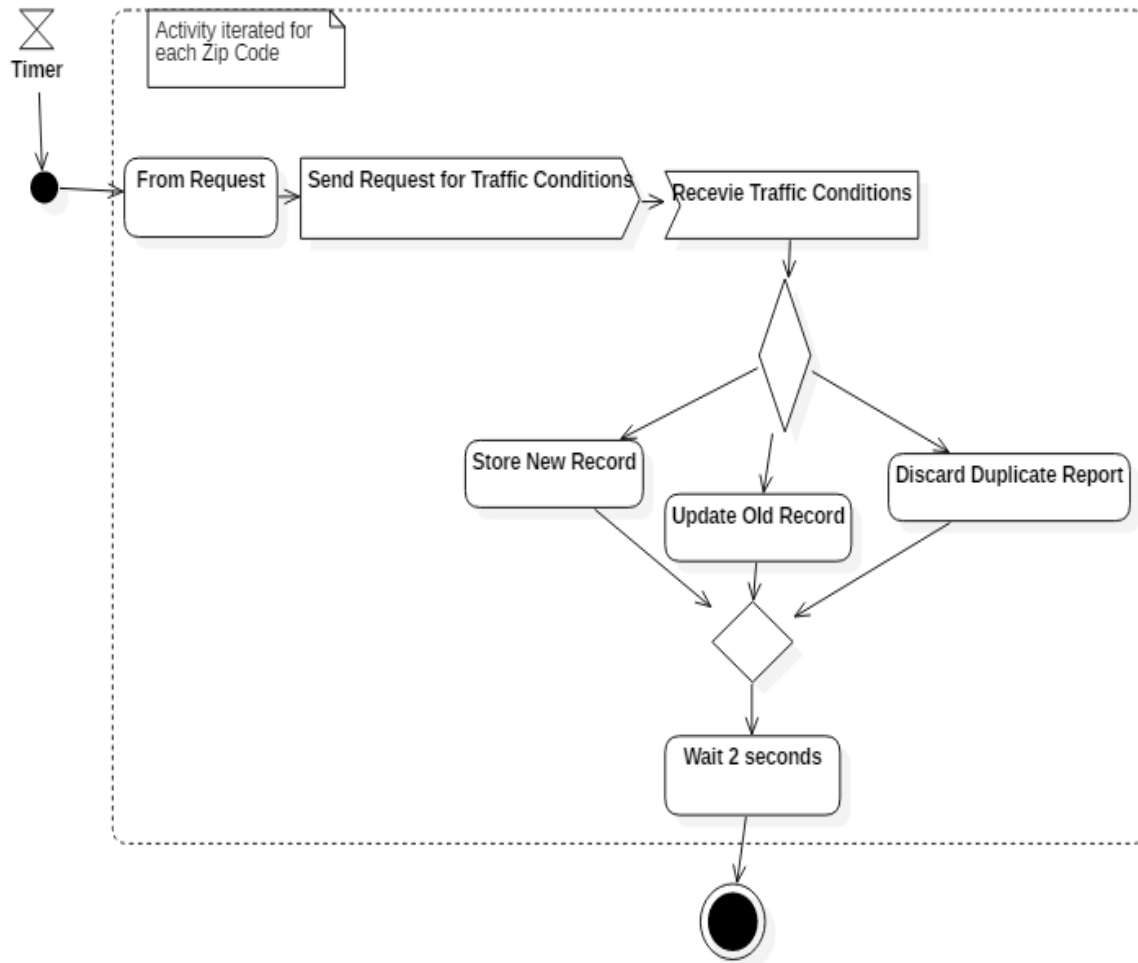 Activity iterated for
each Zip Code
Timer
From Request
Send Request for Traffic Conditions
Recevie Traffic Conditions
Store New Record
Update Old Record
Discard Duplicate Report
Wait 2 seconds